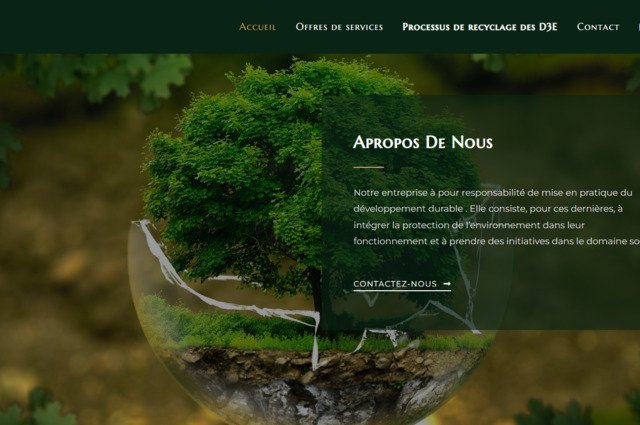 Accueil Offres de services Processus de recyclage des D3E Contact
Apropos De Nous
Notre entreprise à pour responsabilité de mise en pratique du
développement durable . Elle consiste, pour ces dernières, à
intégrer la protection de l'environnement dans leur
fonctionnement et à prendre des initiatives dans le domaine
CONTACTEZ-NOUS